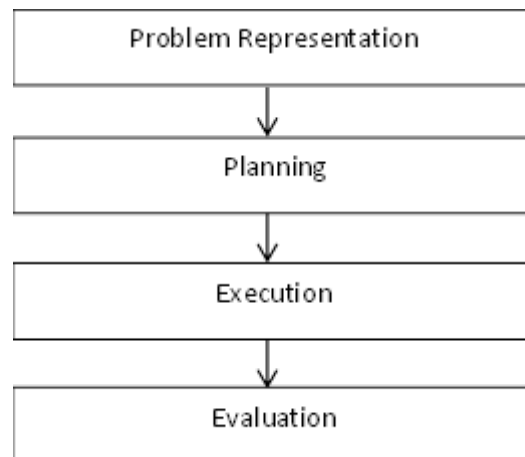 Problem Representation
Planning
Execution
Evaluation